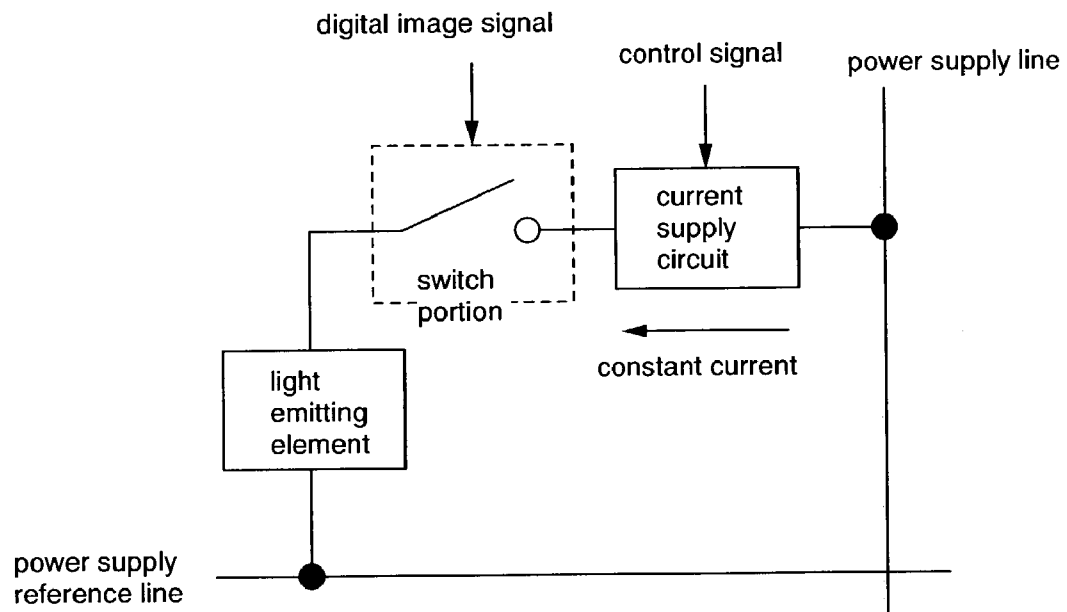 digital image signal
control signal
power supply line
current
supply
circuit
switch
portion
constant current
light
emitting
element
power supply
reference line